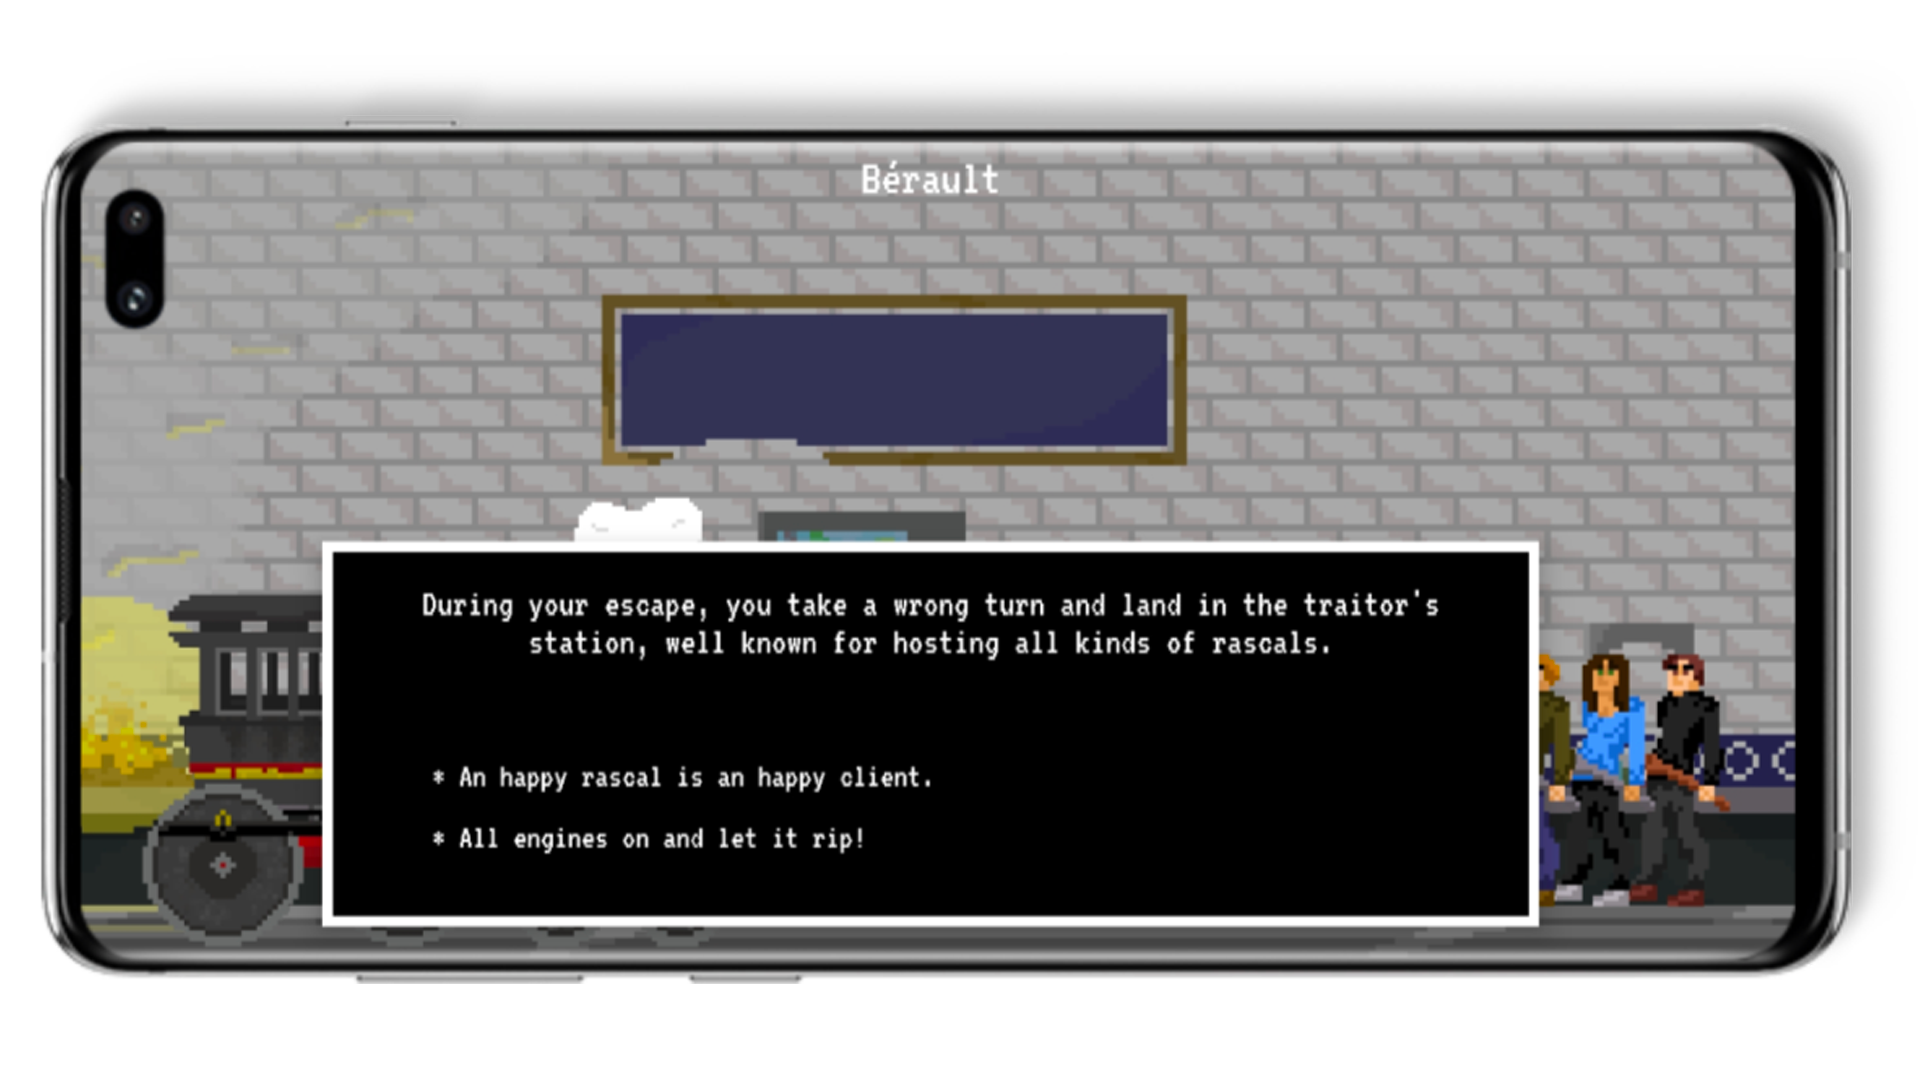 Bérault
During your escape, you take a wrong turn and land in the traitor's
station, well known for hosting all kinds of rascals.
* An happy rascal is an happy client.
* All engines on and let it rip!